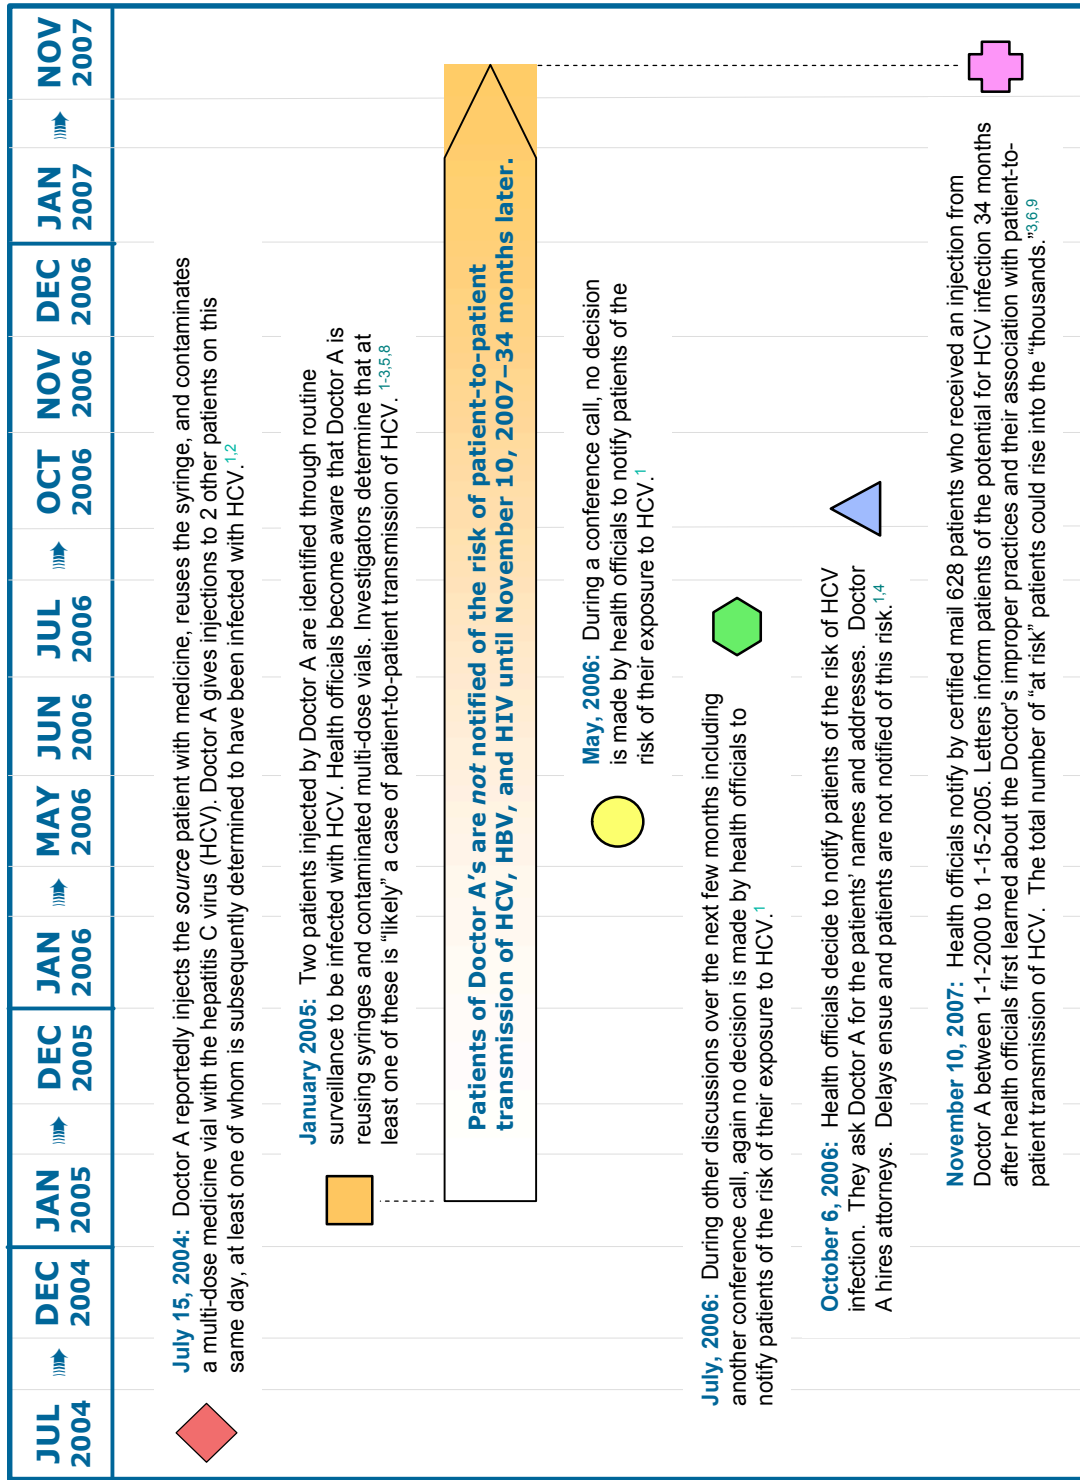 JUL
2004
DEC
2004
JAN
2005
DEC
2005
JAN
2006
MAY
2006
JUN
2006
JUL
2006
OCT
2006
NOV
2006
DEC
2006
JAN
2007
NOV
2007
July 15, 2004: Doctor A reportedly injects the source patient with medicine, reuses the syringe, and contaminates
a multi-dose medicine vial with the hepatitis C virus (HCV). Doctor A gives injections to 2 other patients on this
same day, at least one of whom is subsequently determined to have been infected with HCV.1,2
January 2005: Two patients injected by Doctor A are identified through routine
surveillance to be infected with HCV. Health officials become aware that Doctor A is
reusing syringes and contaminated multi-dose vials. Investigators determine that at
least one of these is “likely” a case of patient-to-patient transmission of HCV. 1-3,5,8
Patients of Doctor A’s are not notified of the risk of patient-to-patient
transmission of HCV, HBV, and HIV until November 10, 2007–34 months later.
May, 2006: During a conference call, no decision
is made by health officials to notify patients of the
risk of their exposure to HCV.1
July, 2006: During other discussions over the next few months including
another conference call, again no decision is made by health officials to
notify patients of the risk of their exposure to HCV.1
October 6, 2006: Health officials decide to notify patients of the risk of HCV
infection. They ask Doctor A for the patients’ names and addresses. Doctor
A hires attorneys. Delays ensue and patients are not notified of this risk.1,4
November 10, 2007: Health officials notify by certified mail 628 patients who received an injection from
Doctor A between 1-1-2000 to 1-15-2005. Letters inform patients of the potential for HCV infection 34 months
after health officials first learned about the Doctor’s improper practices and their association with patient-to-
patient transmission of HCV. The total number of “at risk” patients could rise into the “thousands.”3,6,9